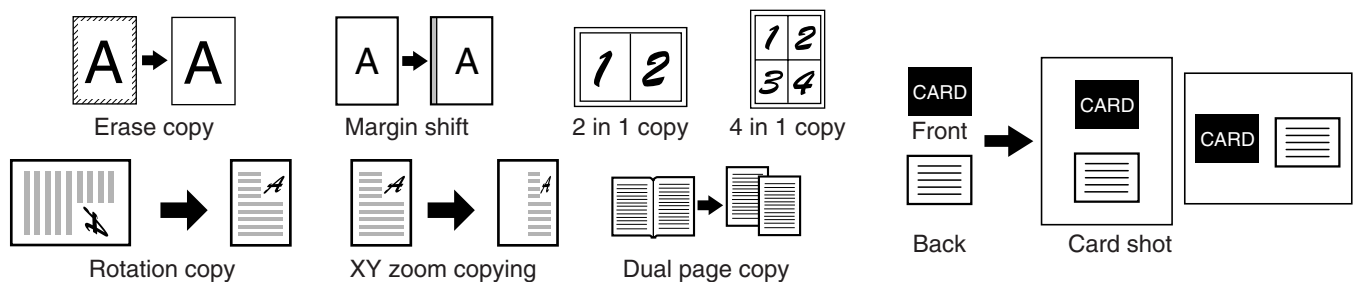 A A
Erase copy
A A
Margin shift
1 2
2 in 1 copy
1 2
3 4
4 in 1 copy
A A
Rotation copy
A A
XY zoom copying
Dual page copy
CARD
Front
Back
CARD
CARD
Card shot